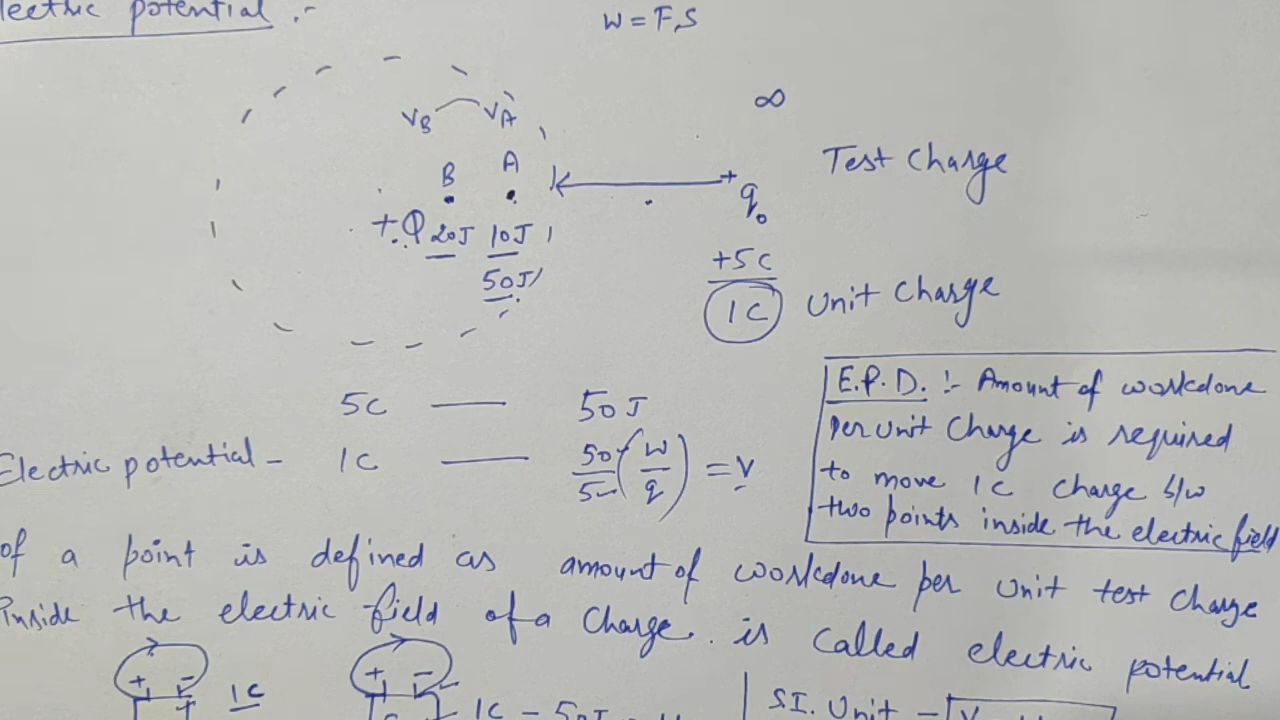 lectric potential :-
W = F.S
∞
VB VA
B A
+Q 20J 10J
50J
+q₀ Test Charge
+5C
1C Unit Charge
5C — 50J
Electric potential - 1C — 50/5 (W/q) = V
E.P.D. :- Amount of workdone
per unit Charge is required
to move 1C charge b/w
two points inside the electric field
of a point is defined as amount of workdone per unit test charge
inside the electric field of a Charge. is called electric potential
+ - 1C
+ - 1C - 50J
S.I. Unit -